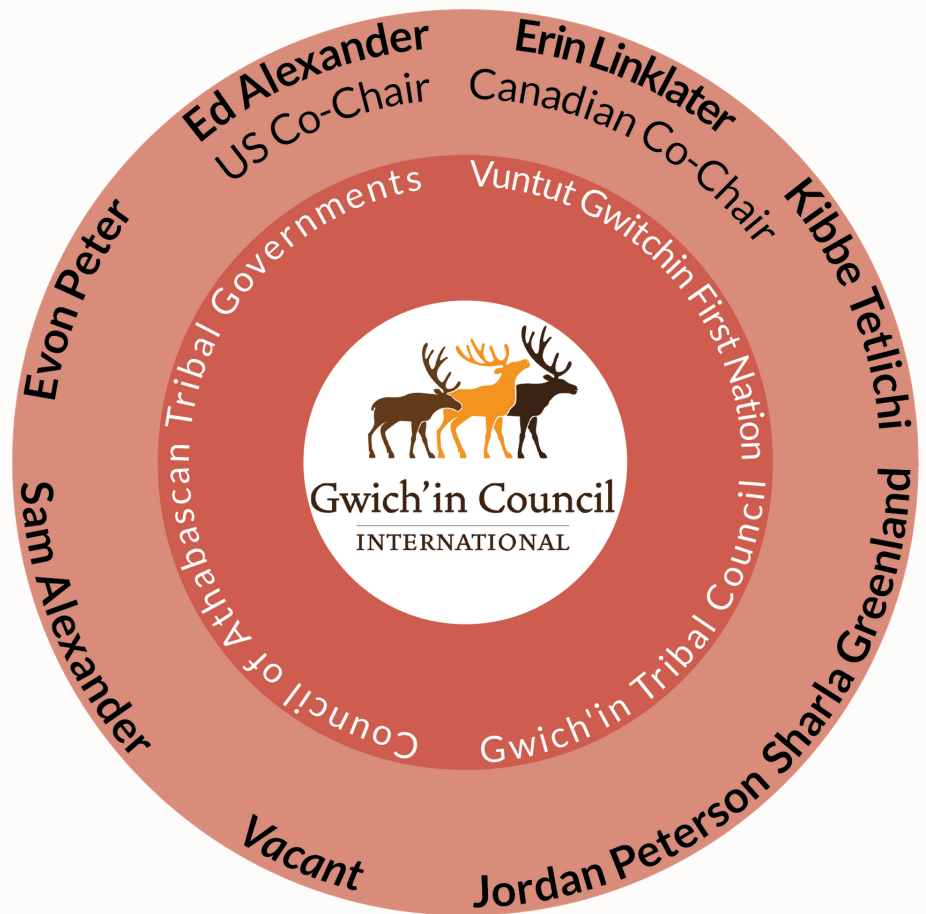 Ed Alexander
US Co-Chair
Erin Linklater
Canadian Co-Chair
Kibbe Tetlichi
Sharla Greenland
Jordan Peterson
Vacant
Sam Alexander
Evon Peter
Council of Athabascan Tribal Governments
Vuntut Gwitchin First Nation
Gwich'in Tribal Council
Gwich'in Council
INTERNATIONAL